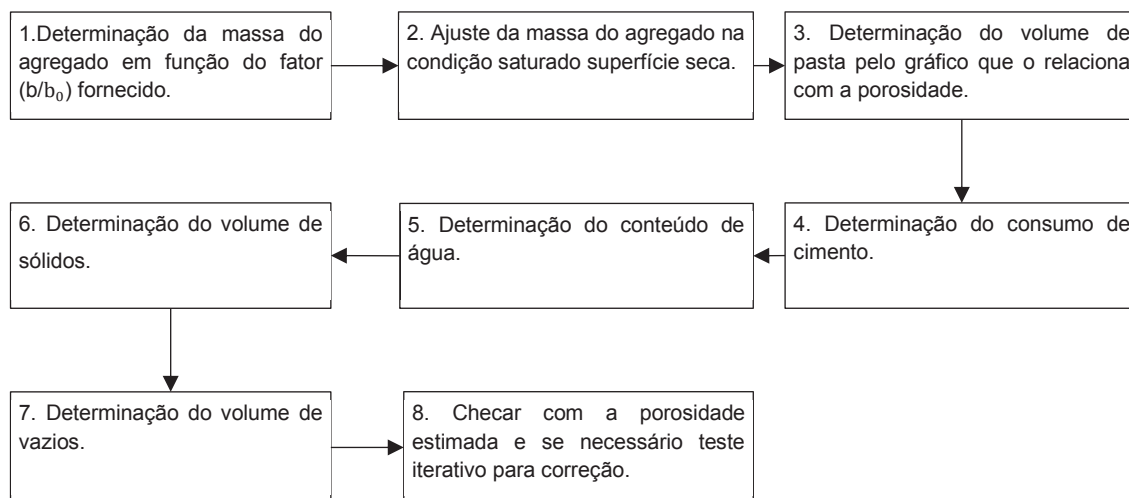 1.Determinação da massa do
agregado em função do fator
(b/b₀) fornecido.
2. Ajuste da massa do agregado na
condição saturado superfície seca.
3. Determinação do volume de
pasta pelo gráfico que o relaciona
com a porosidade.
4. Determinação do consumo de
cimento.
5. Determinação do conteúdo de
água.
6. Determinação do volume de
sólidos.
7. Determinação do volume de
vazios.
8. Checar com a porosidade
estimada e se necessário teste
iterativo para correção.